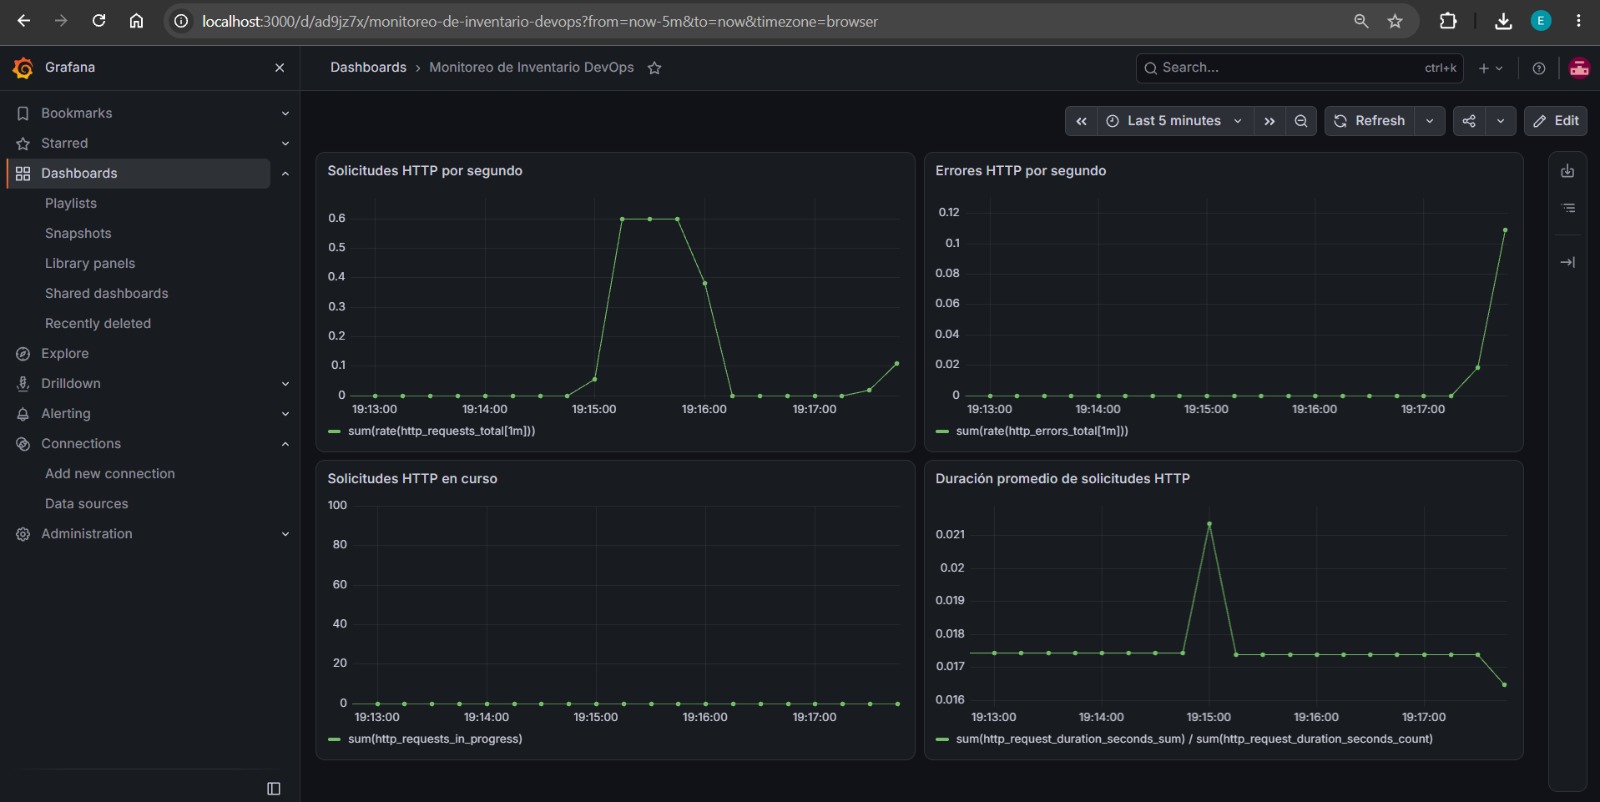 localhost:3000/d/ad9jz7x/monitoreo-de-inventario-devops?from=now-5m&to=now&timezone=browser
E
Grafana
Dashboards › Monitoreo de Inventario DevOps
Search...
ctrl+k
Bookmarks
Starred
Dashboards
Playlists
Snapshots
Library panels
Shared dashboards
Recently deleted
Explore
Drilldown
Alerting
Connections
Add new connection
Data sources
Administration
Last 5 minutes
Refresh
Edit
Solicitudes HTTP por segundo
0.6
0.5
0.4
0.3
0.2
0.1
0
19:13:00 19:14:00 19:15:00 19:16:00 19:17:00
sum(rate(http_requests_total[1m]))
Errores HTTP por segundo
0.12
0.1
0.08
0.06
0.04
0.02
0
19:13:00 19:14:00 19:15:00 19:16:00 19:17:00
sum(rate(http_errors_total[1m]))
Solicitudes HTTP en curso
100
80
60
40
20
0
19:13:00 19:14:00 19:15:00 19:16:00 19:17:00
sum(http_requests_in_progress)
Duración promedio de solicitudes HTTP
0.021
0.02
0.019
0.018
0.017
0.016
19:13:00 19:14:00 19:15:00 19:16:00 19:17:00
sum(http_request_duration_seconds_sum) / sum(http_request_duration_seconds_count)